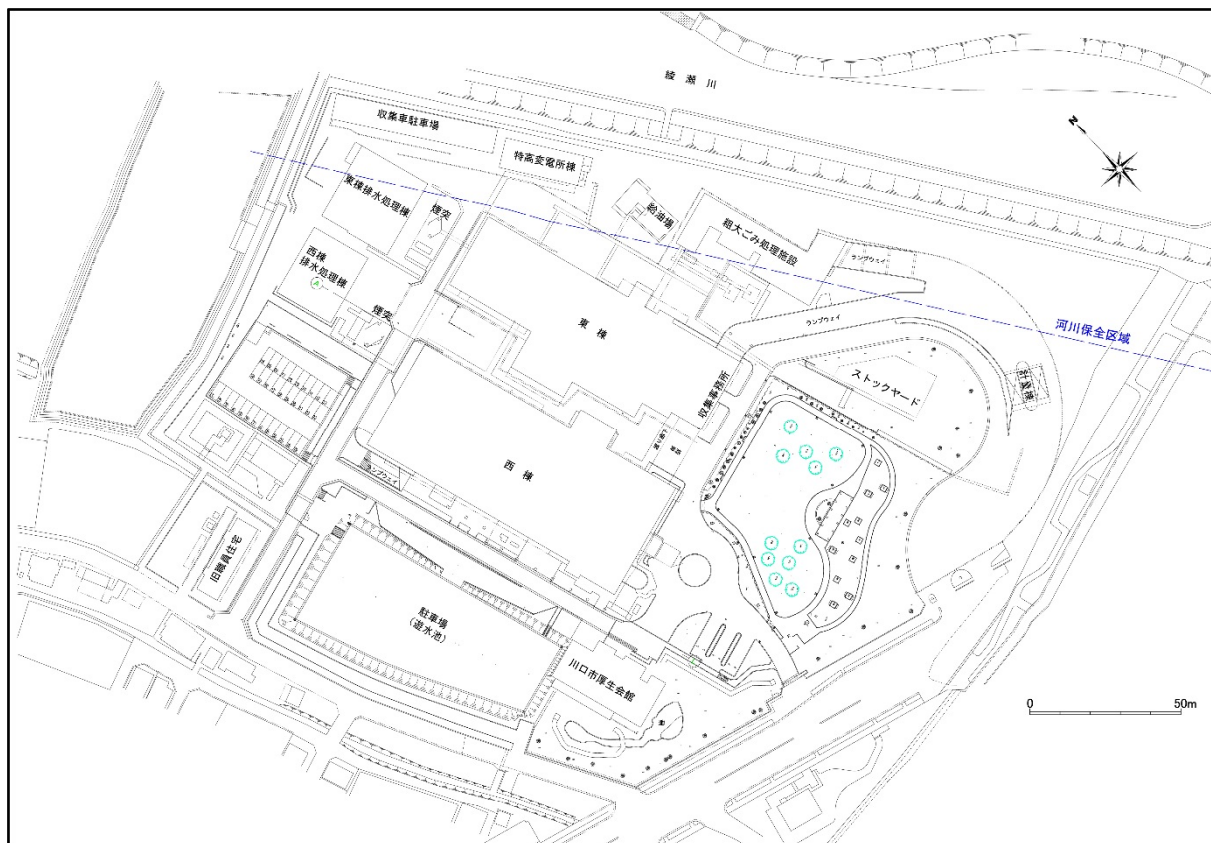 綾瀬川
N
収集車駐車場
特高変電所棟
東棟排水処理棟
煙突
給油場
粗大ごみ処理施設
ランプウェイ
西棟
排水処理棟
A
煙突
東棟
ランプウェイ
河川保全区域
ストックヤード
計量棟
収集事務所
西棟
ランプウェイ
旧職員住宅
駐車場
(遊水池)
川口市厚生会館
0 50m